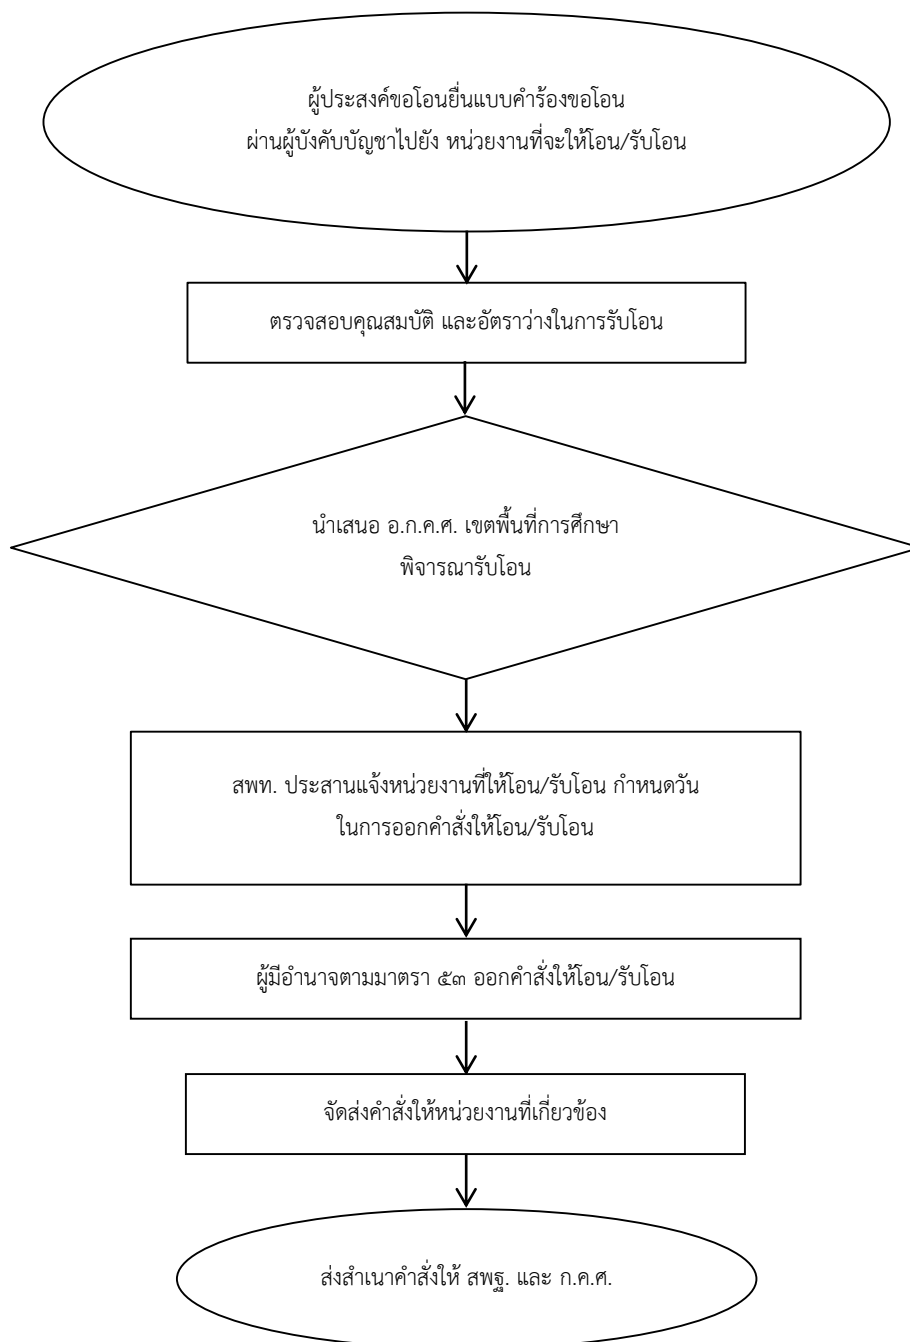 ผู้ประสงค์ขอโอนยื่นแบบคำร้องขอโอน
ผ่านผู้บังคับบัญชาไปยัง หน่วยงานที่จะให้โอน/รับโอน
ตรวจสอบคุณสมบัติ และอัตราว่างในการรับโอน
นำเสนอ อ.ก.ค.ศ. เขตพื้นที่การศึกษา
พิจารณารับโอน
สพท. ประสานแจ้งหน่วยงานที่ให้โอน/รับโอน กำหนดวัน
ในการออกคำสั่งให้โอน/รับโอน
ผู้มีอำนาจตามมาตรา ๕๓ ออกคำสั่งให้โอน/รับโอน
จัดส่งคำสั่งให้หน่วยงานที่เกี่ยวข้อง
ส่งสำเนาคำสั่งให้ สพฐ. และ ก.ค.ศ.